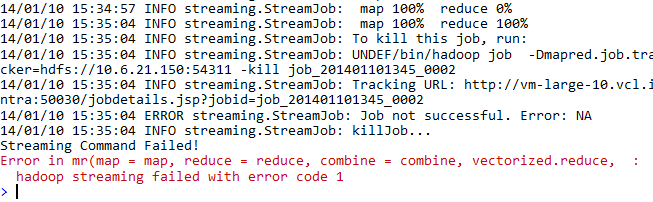 14/01/10 15:34:57 INFO streaming.StreamJob:  map 100%  reduce 0%
14/01/10 15:35:04 INFO streaming.StreamJob:  map 100%  reduce 100%
14/01/10 15:35:04 INFO streaming.StreamJob: To kill this job, run:
14/01/10 15:35:04 INFO streaming.StreamJob: UNDEF/bin/hadoop job  -Dmapred.job.tra
cker=hdfs://10.6.21.150:54311 -kill job_201401101345_0002
14/01/10 15:35:04 INFO streaming.StreamJob: Tracking URL: http://vm-large-10.vcl.i
ntra:50030/jobdetails.jsp?jobid=job_201401101345_0002
14/01/10 15:35:04 ERROR streaming.StreamJob: Job not successful. Error: NA
14/01/10 15:35:04 INFO streaming.StreamJob: killJob...
Streaming Command Failed!
Error in mr(map = map, reduce = reduce, combine = combine, vectorized.reduce,  :
  hadoop streaming failed with error code 1
>